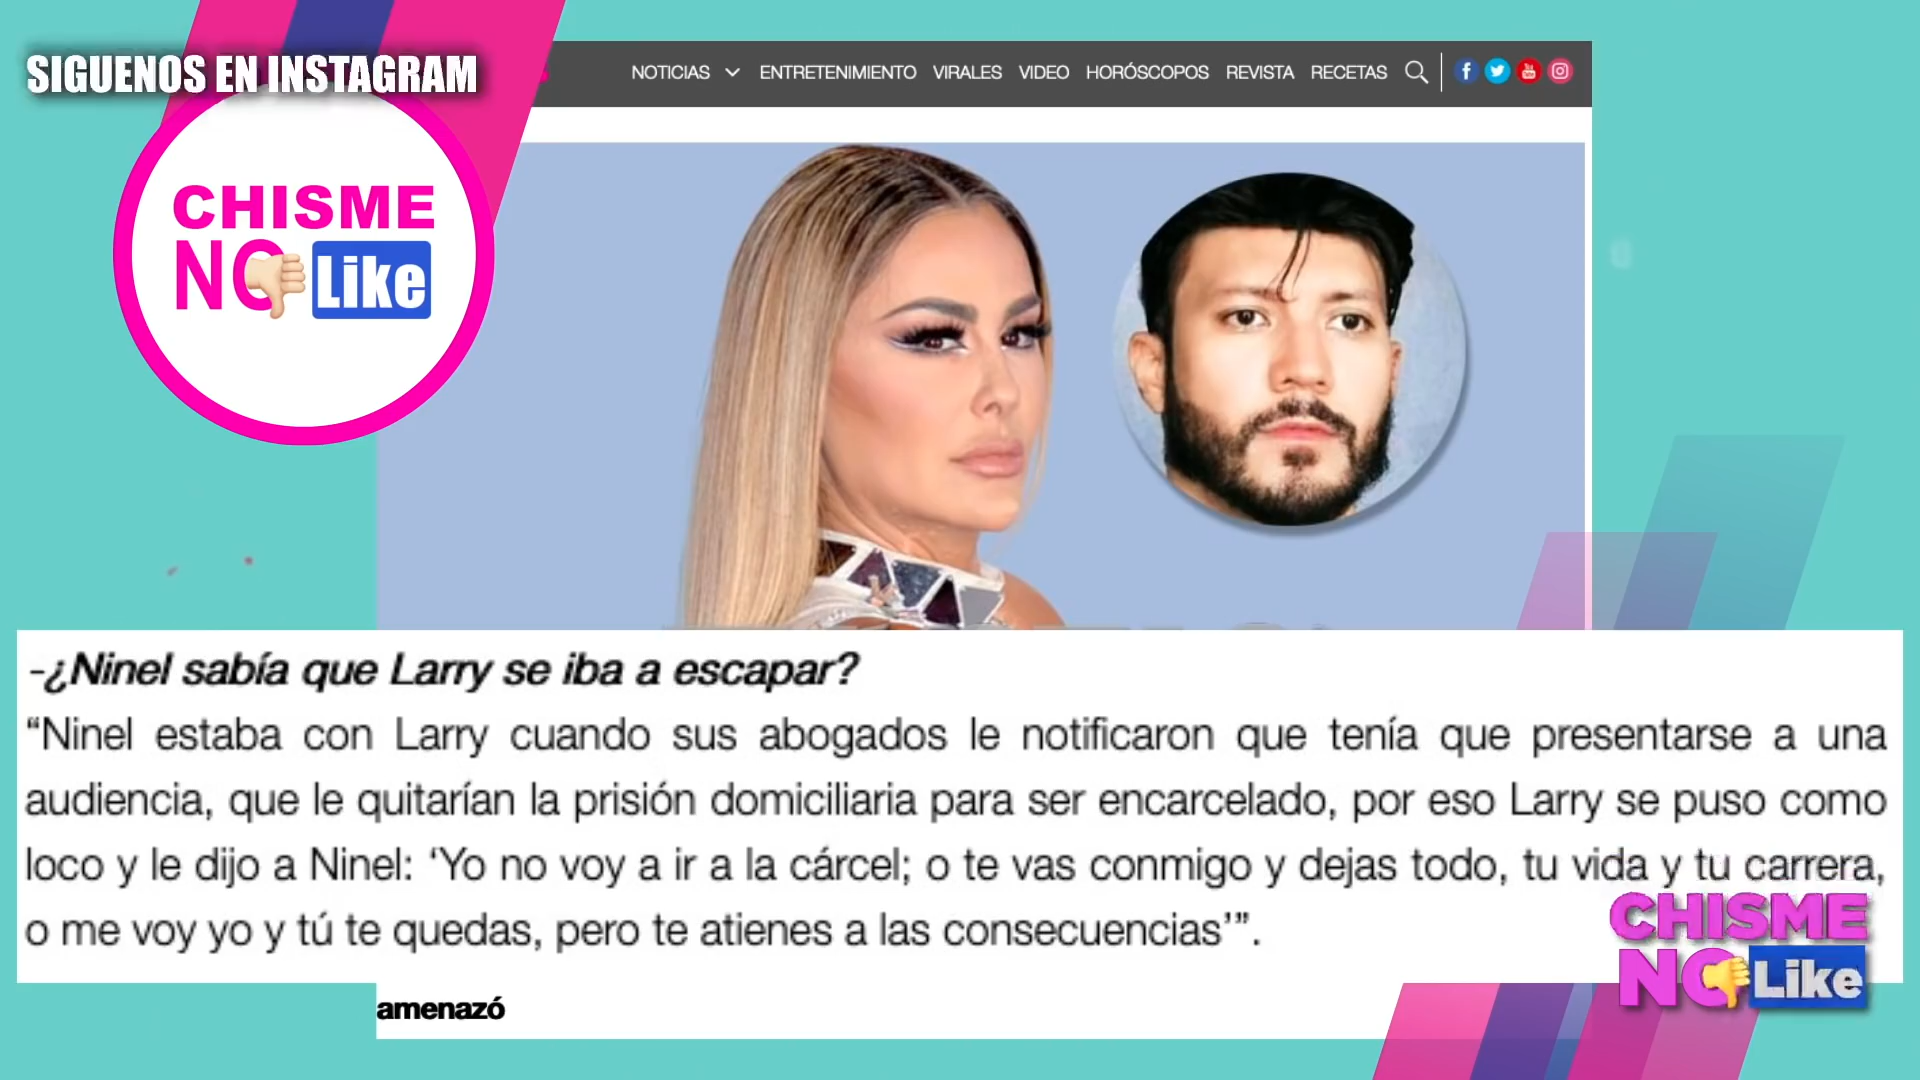 SIGUENOS EN INSTAGRAM
CHISME
NO Like
NOTICIAS ENTRETENIMIENTO VIRALES VIDEO HORÓSCOPOS REVISTA RECETAS
-¿Ninel sabía que Larry se iba a escapar?
“Ninel estaba con Larry cuando sus abogados le notificaron que tenía que presentarse a una
audiencia, que le quitarían la prisión domiciliaria para ser encarcelado, por eso Larry se puso como
loco y le dijo a Ninel: ‘Yo no voy a ir a la cárcel; o te vas conmigo y dejas todo, tu vida y tu carrera,
o me voy yo y tú te quedas, pero te atienes a las consecuencias’”.
CHISME
NO Like
amenazó